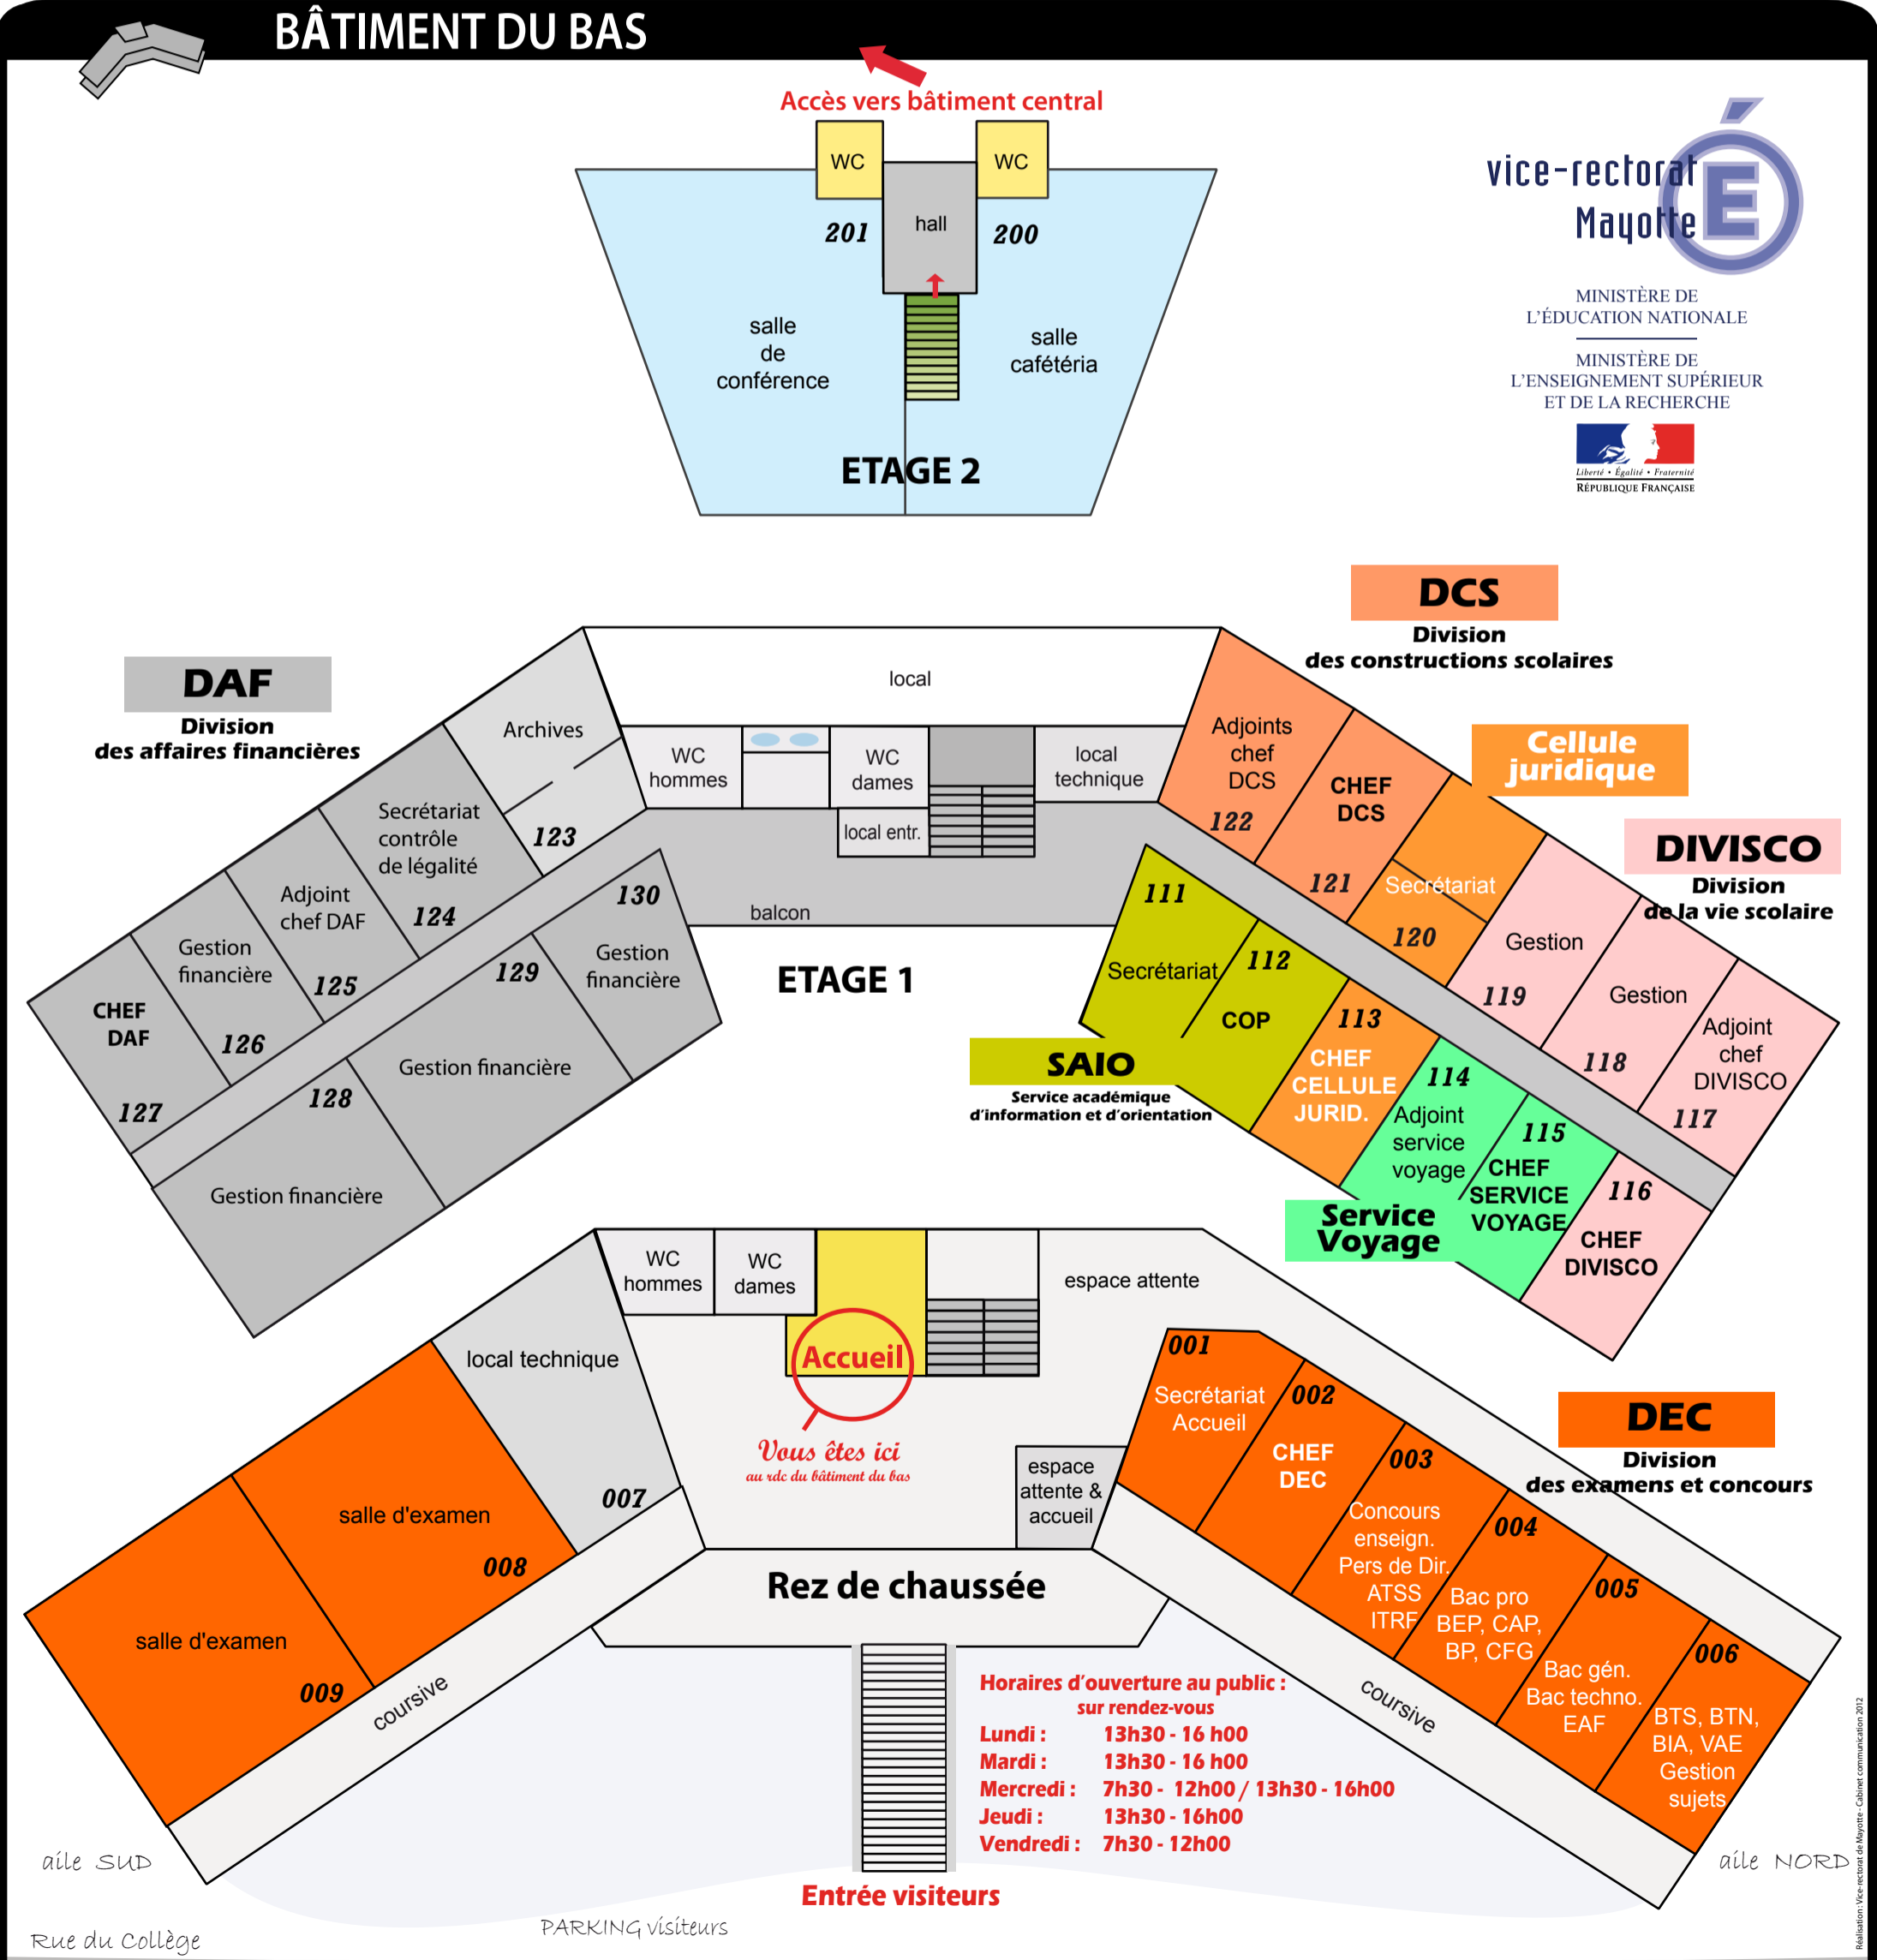 BÂTIMENT DU BAS
Accès vers bâtiment central
WC
WC
201
hall
200
salle
de
conférence
salle
cafétéria
ETAGE 2
vice-rectorat
Mayotte
É
MINISTÈRE DE
L'ÉDUCATION NATIONALE
MINISTÈRE DE
L'ENSEIGNEMENT SUPÉRIEUR
ET DE LA RECHERCHE
Liberté • Égalité • Fraternité
RÉPUBLIQUE FRANÇAISE
DAF
Division
des affaires financières
DCS
Division
des constructions scolaires
Cellule
juridique
DIVISCO
Division
de la vie scolaire
local
Archives
123
WC
hommes
WC
dames
local entr.
local
technique
balcon
ETAGE 1
Secrétariat
contrôle
de légalité
124
Adjoint
chef DAF
125
Gestion
financière
126
CHEF
DAF
127
128
Gestion financière
129
Gestion financière
130
Gestion
financière
Adjoints
chef
DCS
122
CHEF
DCS
121
Secrétariat
120
Gestion
119
Gestion
118
Adjoint
chef
DIVISCO
117
111
Secrétariat
112
COP
113
CHEF
CELLULE
JURID.
114
Adjoint
service
voyage
115
CHEF
SERVICE
VOYAGE
116
CHEF
DIVISCO
SAIO
Service académique
d'information et d'orientation
Service
Voyage
WC
hommes
WC
dames
Accueil
Vous êtes ici
au rdc du bâtiment du bas
espace attente
espace
attente &
accueil
local technique
007
salle d'examen
008
salle d'examen
009
coursive
Rez de chaussée
001
Secrétariat
Accueil
002
CHEF
DEC
003
Concours
enseign.
Pers de Dir.
ATSS
ITRF
004
Bac pro
BEP, CAP,
BP, CFG
005
Bac gén.
Bac techno.
EAF
006
BTS, BTN,
BIA, VAE
Gestion
sujets
coursive
DEC
Division
des examens et concours
Horaires d'ouverture au public :
sur rendez-vous
Lundi : 13h30 - 16 h00
Mardi : 13h30 - 16 h00
Mercredi : 7h30 - 12h00 / 13h30 - 16h00
Jeudi : 13h30 - 16h00
Vendredi : 7h30 - 12h00
Entrée visiteurs
aile SUD
aile NORD
PARKING visiteurs
Rue du Collège
Réalisation : Vice-rectorat de Mayotte - Cabinet communication 2012